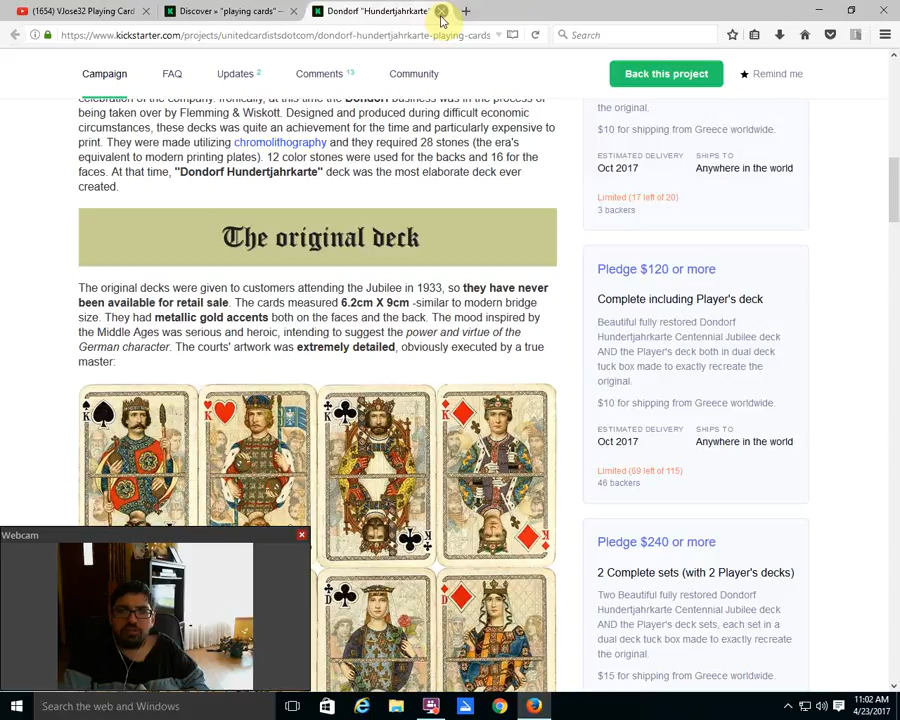 (1654) VJose32 Playing Card
Discover » "playing cards" —
Dondorf "Hundertjahrkarte"
https://www.kickstarter.com/projects/unitedcardistsdotcom/dondorf-hundertjahrkarte-playing-cards
Search
Campaign
FAQ
Updates 2
Comments 13
Community
Back this project
Remind me
celebration of the company. Ironically, at this time the Dondorf business was in the process of
being taken over by Flemming & Wiskott. Designed and produced during difficult economic
circumstances, these decks was quite an achievement for the time and particularly expensive to
print. They were made utilizing chromolithography and they required 28 stones (the era's
equivalent to modern printing plates). 12 color stones were used for the backs and 16 for the
faces. At that time, "Dondorf Hundertjahrkarte" deck was the most elaborate deck ever
created.
The original deck
The original decks were given to customers attending the Jubilee in 1933, so they have never
been available for retail sale. The cards measured 6.2cm X 9cm -similar to modern bridge
size. They had metallic gold accents both on the faces and the back. The mood inspired by
the Middle Ages was serious and heroic, intending to suggest the power and virtue of the
German character. The courts' artwork was extremely detailed, obviously executed by a true
master:
K
K
K
K
K
K
D
D
the original.
$10 for shipping from Greece worldwide.
ESTIMATED DELIVERY
SHIPS TO
Oct 2017
Anywhere in the world
Limited (17 left of 20)
3 backers
Pledge $120 or more
Complete including Player's deck
Beautiful fully restored Dondorf
Hundertjahrkarte Centennial Jubilee deck
AND the Player's deck both in dual deck
tuck box made to exactly recreate the
original.
$10 for shipping from Greece worldwide.
ESTIMATED DELIVERY
SHIPS TO
Oct 2017
Anywhere in the world
Limited (69 left of 115)
46 backers
Pledge $240 or more
2 Complete sets (with 2 Player's decks)
Two Beautiful fully restored Dondorf
Hundertjahrkarte Centennial Jubilee deck
AND the Player's deck sets, each set in a
dual deck tuck box made to exactly recreate
the original.
$15 for shipping from Greece worldwide.
Webcam
Search the web and Windows
11:02 AM
4/23/2017